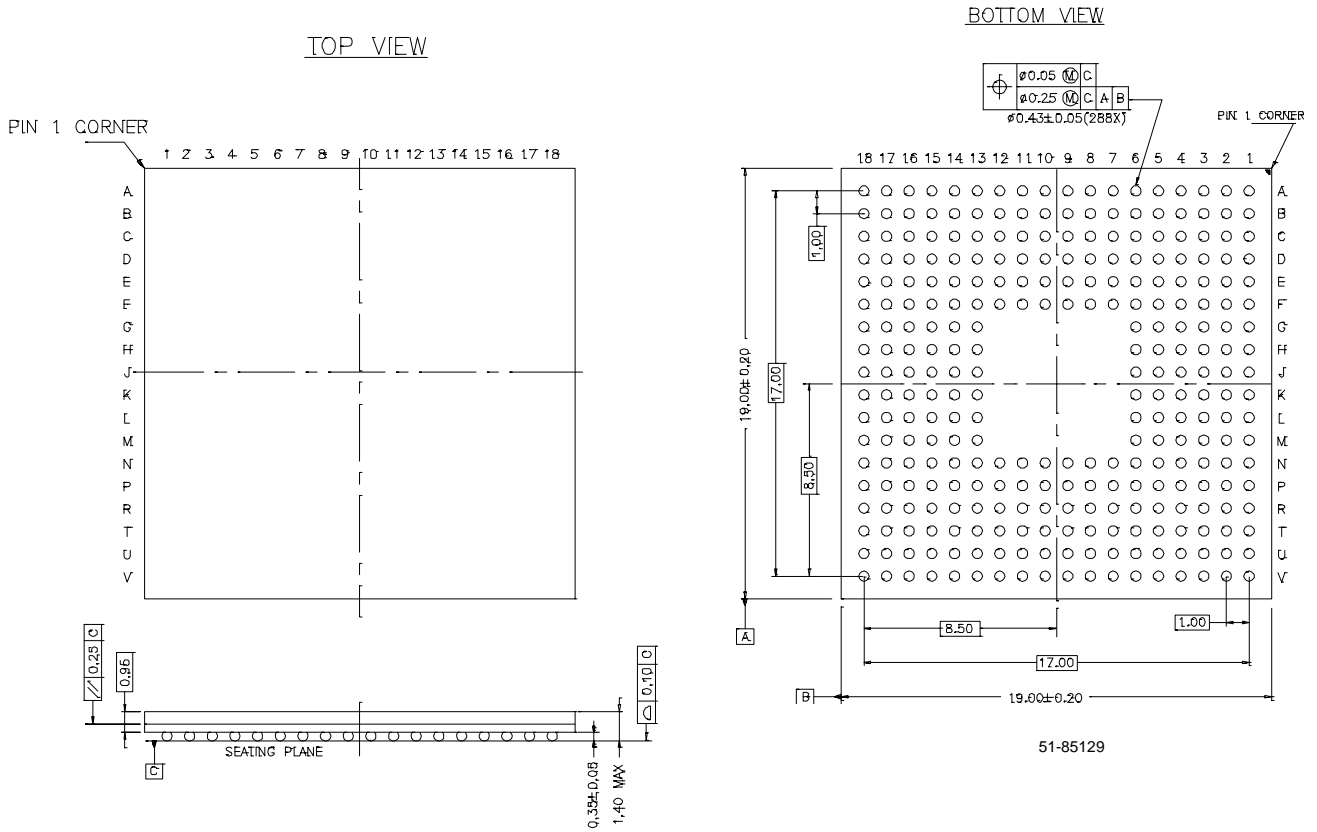 TOP VIEW
PIN 1 CORNER
1 2 3 4 5 6 7 8 9 10 11 12 13 14 15 16 17 18
A
B
C
D
E
F
G
H
J
K
L
M
N
P
R
T
U
V
// 0.25 C
0.96
SEATING PLANE
C
0.35±0.05
1.40 MAX
0.10 C
BOTTOM VIEW
ø0.05 Ⓜ C
ø0.25 Ⓜ C A B
ø0.43±0.05(288X)
PIN 1 CORNER
18 17 16 15 14 13 12 11 10 9 8 7 6 5 4 3 2 1
A
B
C
D
E
F
G
H
J
K
L
M
N
P
R
T
U
V
1.00
19.00±0.20
17.00
8.50
A
8.50
1.00
17.00
B
19.00±0.20
51-85129